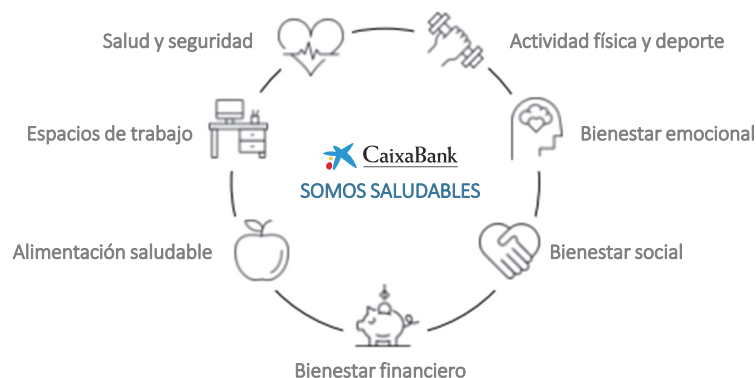 Salud y seguridad
Actividad física y deporte
Espacios de trabajo
Bienestar emocional
CaixaBank
SOMOS SALUDABLES
Alimentación saludable
Bienestar social
Bienestar financiero